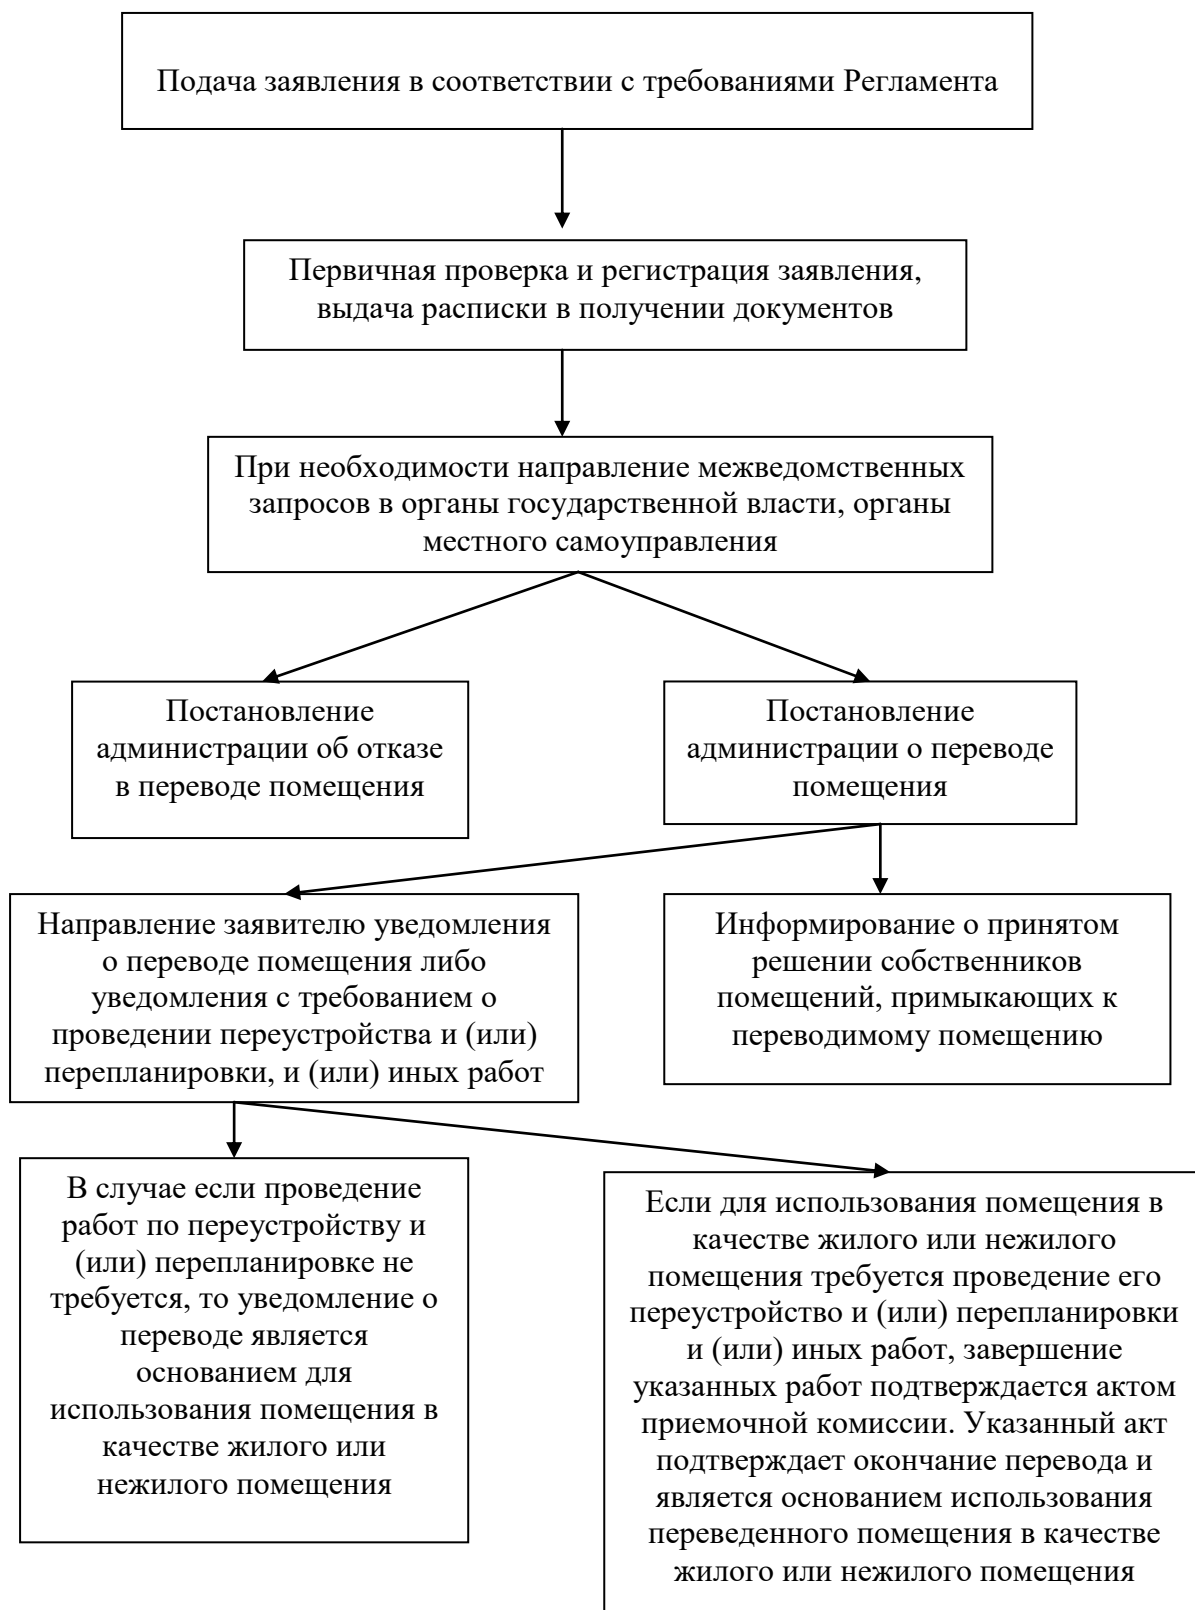 Подача заявления в соответствии с требованиями Регламента
Первичная проверка и регистрация заявления,
выдача расписки в получении документов
При необходимости направление межведомственных
запросов в органы государственной власти, органы
местного самоуправления
Постановление
администрации об отказе
в переводе помещения
Постановление
администрации о переводе
помещения
Направление заявителю уведомления
о переводе помещения либо
уведомления с требованием о
проведении переустройства и (или)
перепланировки, и (или) иных работ
Информирование о принятом
решении собственников
помещений, примыкающих к
переводимому помещению
В случае если проведение
работ по переустройству и
(или) перепланировке не
требуется, то уведомление о
переводе является
основанием для
использования помещения в
качестве жилого или
нежилого помещения
Если для использования помещения в
качестве жилого или нежилого
помещения требуется проведение его
переустройство и (или) перепланировки
и (или) иных работ, завершение
указанных работ подтверждается актом
приемочной комиссии. Указанный акт
подтверждает окончание перевода и
является основанием использования
переведенного помещения в качестве
жилого или нежилого помещения